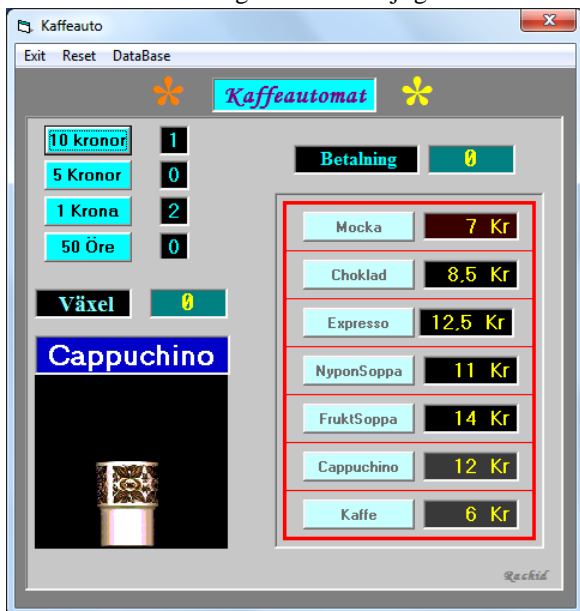 Kaffeauto
Exit Reset DataBase
* Kaffeautomat *
10 kronor 1
5 Kronor 0
1 Krona 2
50 Öre 0
Växel 0
Cappuchino
Betalning 0
Mocka 7 Kr
Choklad 8,5 Kr
Expresso 12,5 Kr
NyponSoppa 11 Kr
FruktSoppa 14 Kr
Cappuchino 12 Kr
Kaffe 6 Kr
Rachid